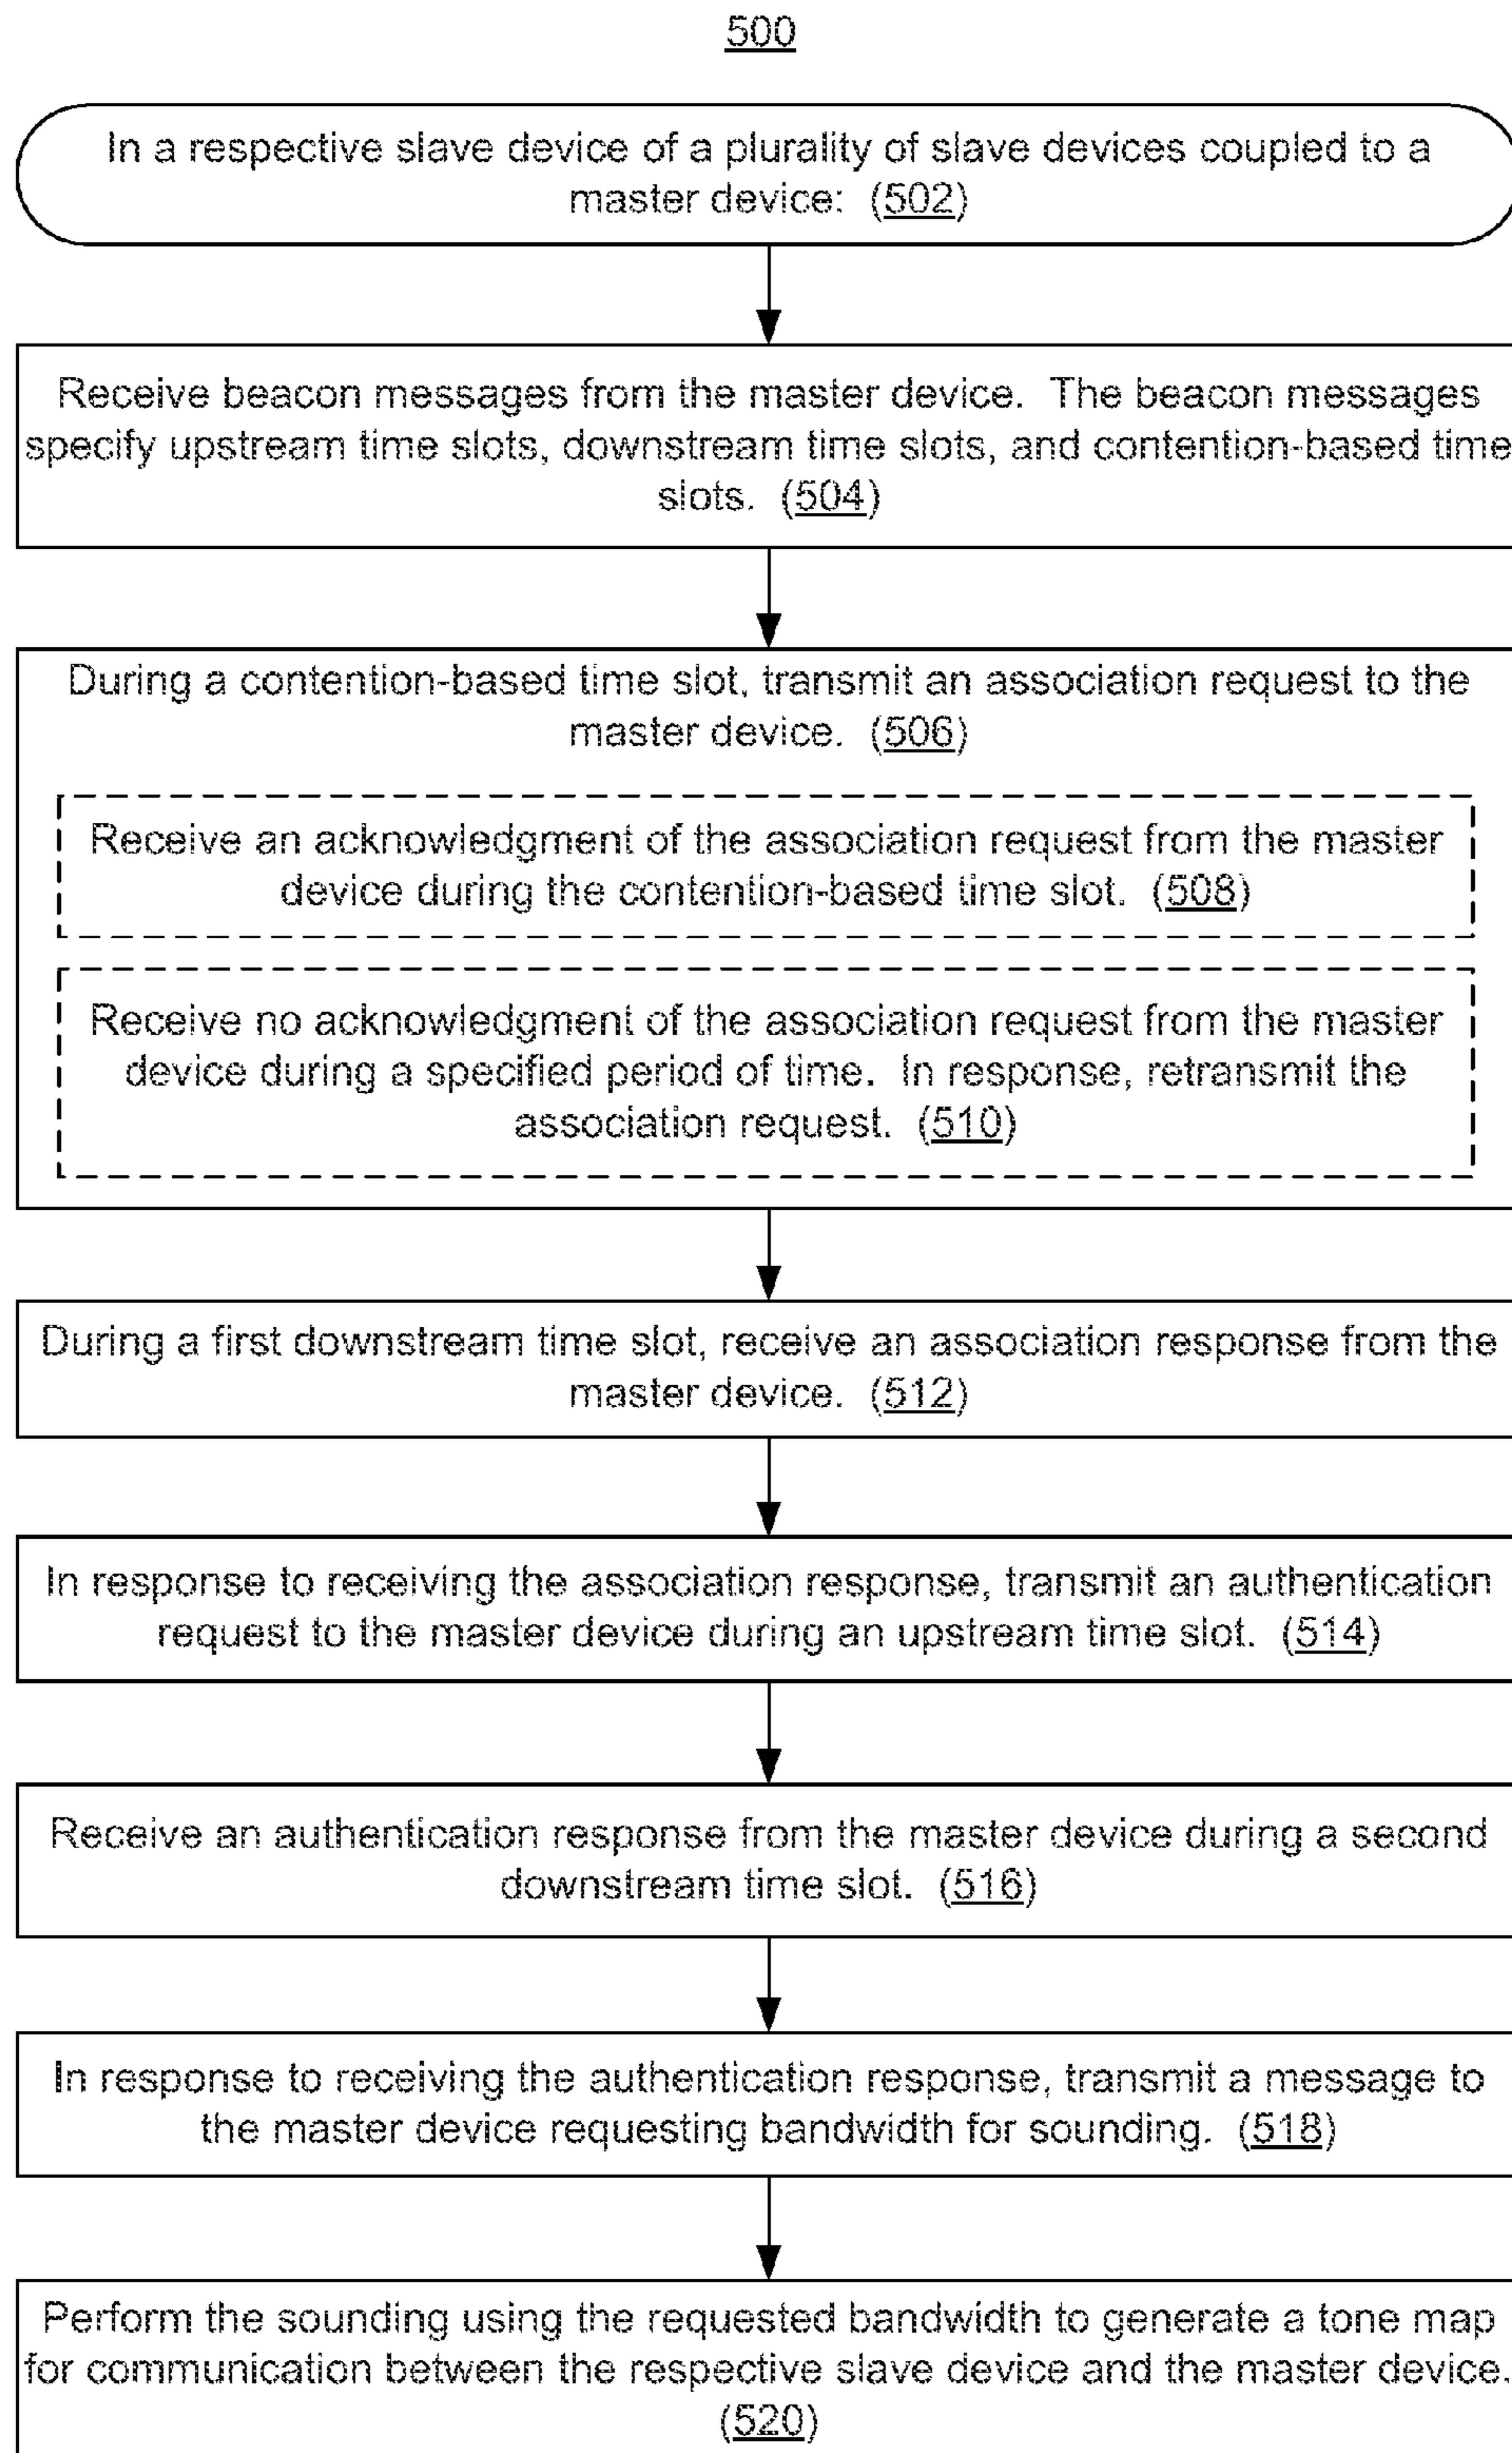 500
In a respective slave device of a plurality of slave devices coupled to a
master device: (502)
Receive beacon messages from the master device. The beacon messages
specify upstream time slots, downstream time slots, and contention-based time
slots. (504)
During a contention-based time slot, transmit an association request to the
master device. (506)
Receive an acknowledgment of the association request from the master
device during the contention-based time slot. (508)
Receive no acknowledgment of the association request from the master
device during a specified period of time. In response, retransmit the
association request. (510)
During a first downstream time slot, receive an association response from the
master device. (512)
In response to receiving the association response, transmit an authentication
request to the master device during an upstream time slot. (514)
Receive an authentication response from the master device during a second
downstream time slot. (516)
In response to receiving the authentication response, transmit a message to
the master device requesting bandwidth for sounding. (518)
Perform the sounding using the requested bandwidth to generate a tone map
for communication between the respective slave device and the master device.
(520)